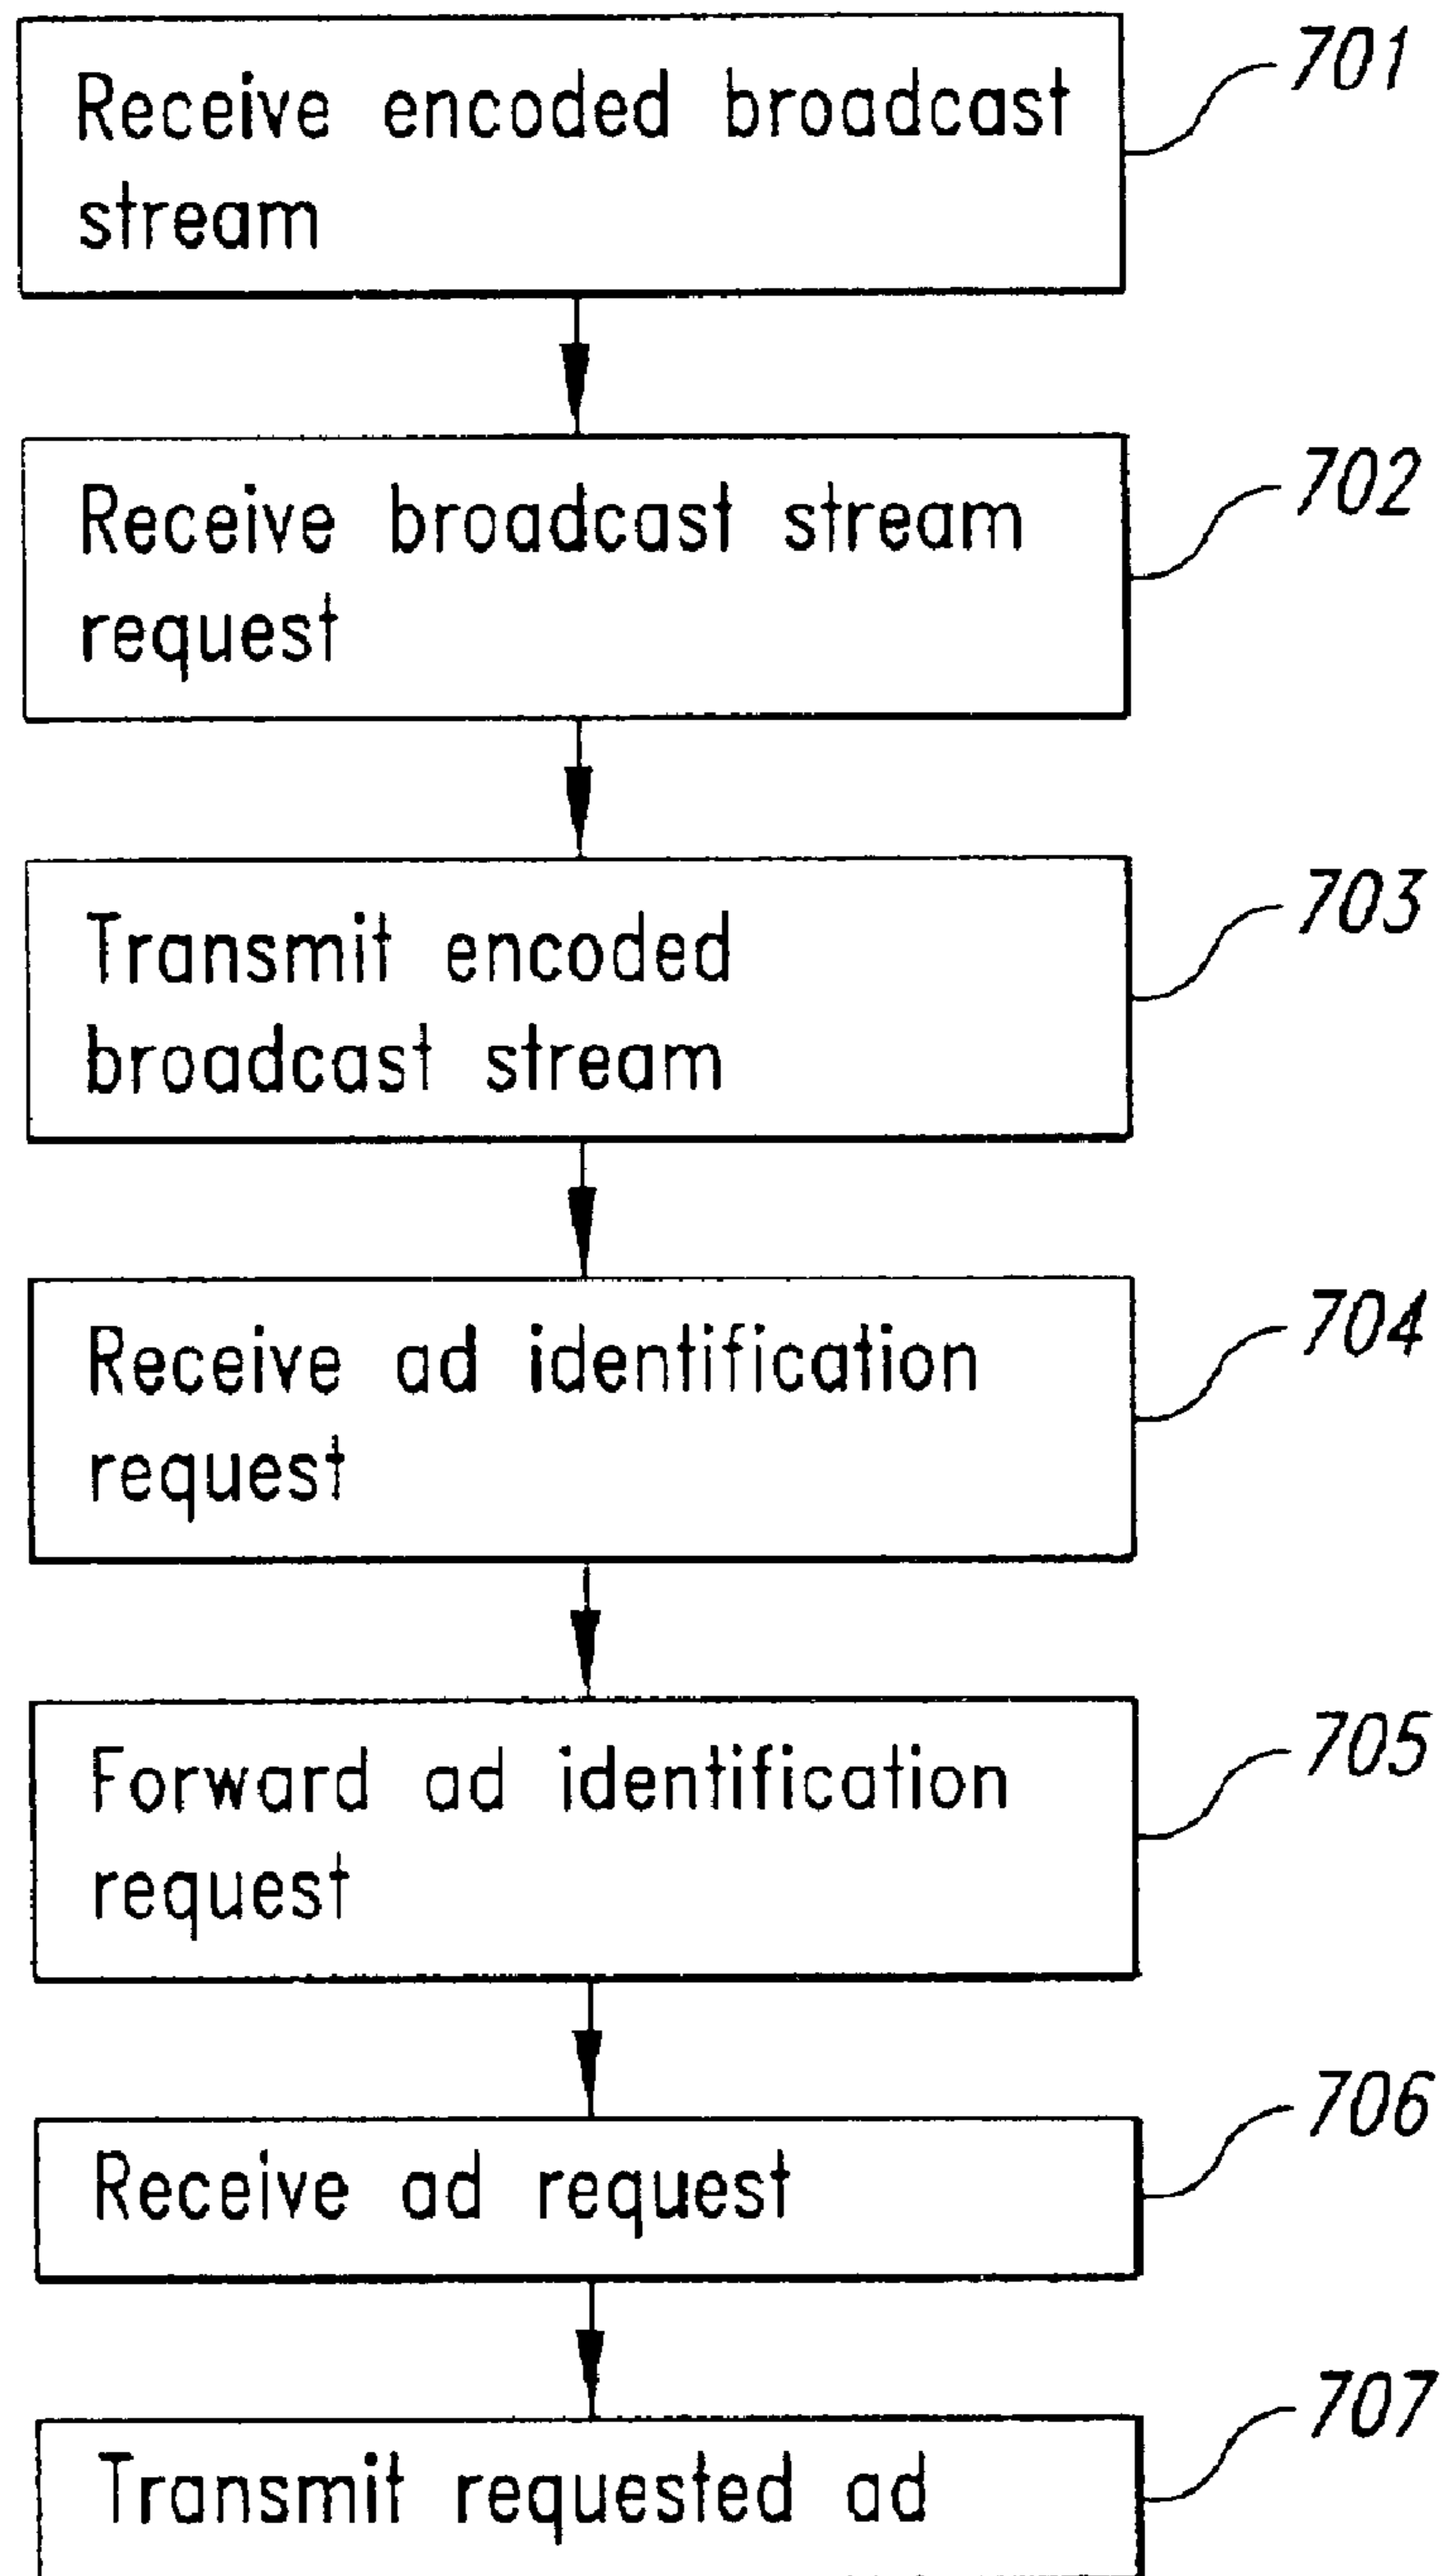 Receive encoded broadcast
stream
701
Receive broadcast stream
request
702
Transmit encoded
broadcast stream
703
Receive ad identification
request
704
Forward ad identification
request
705
Receive ad request
706
Transmit requested ad
707